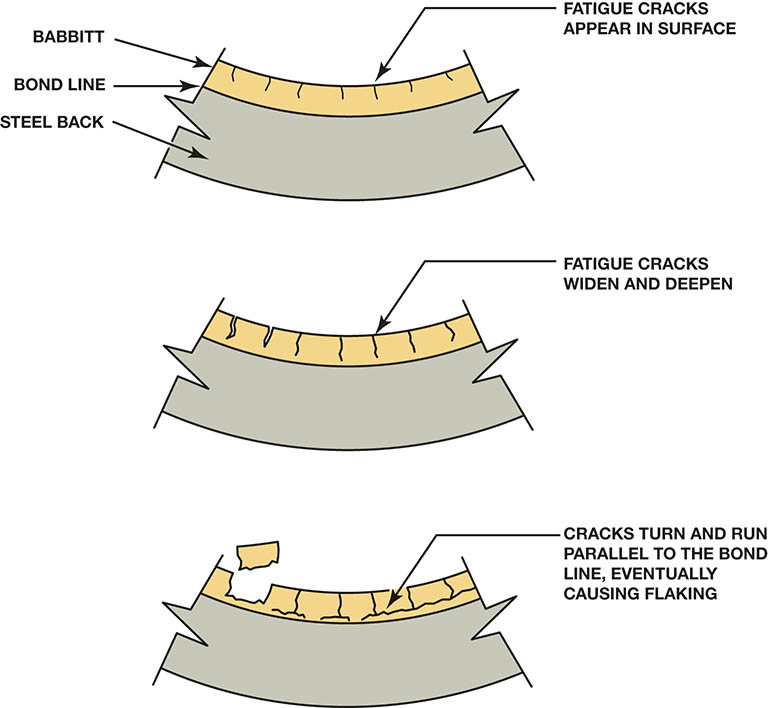 FATIGUE CRACKS
APPEAR IN SURFACE
BABBITT
BOND LINE
STEEL BACK
FATIGUE CRACKS
WIDEN AND DEEPEN
CRACKS TURN AND RUN
PARALLEL TO THE BOND
LINE, EVENTUALLY
CAUSING FLAKING